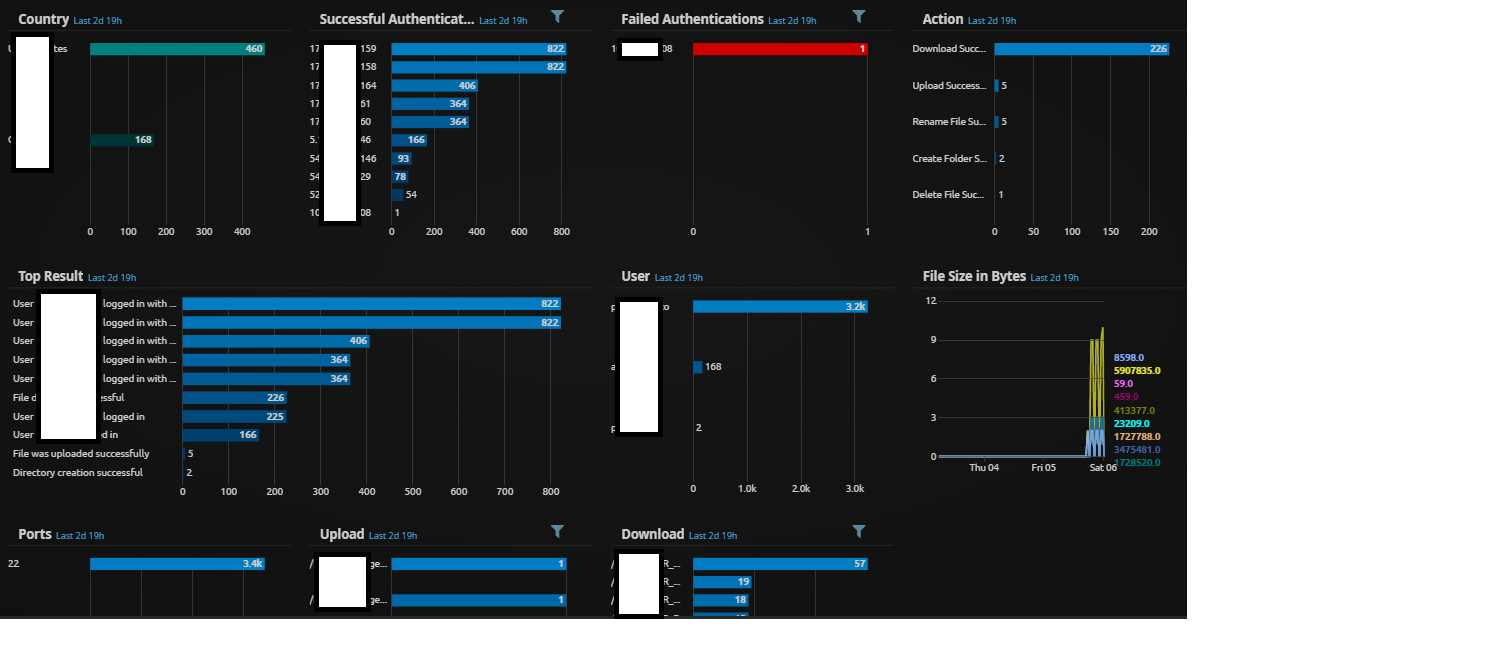 Country Last 2d 19h
tes 460
168
0 100 200 300 400
Successful Authenticat... Last 2d 19h
17 159 822
17 158 822
17 164 406
17 61 364
17 60 364
5. 46 166
54 146 93
54 29 78
52 54
10 08 1
0 200 400 600 800
Failed Authentications Last 2d 19h
1 08 1
0 1
Action Last 2d 19h
Download Succ... 226
Upload Success... 5
Rename File Su... 5
Create Folder S... 2
Delete File Suc... 1
0 50 100 150 200
Top Result Last 2d 19h
User logged in with ... 822
User logged in with ... 822
User logged in with ... 406
User logged in with ... 364
User logged in with ... 364
File d essful 226
User logged in 225
User d in 166
File was uploaded successfully 5
Directory creation successful 2
0 100 200 300 400 500 600 700 800
User Last 2d 19h
to 3.2k
a 168
2
0 1.0k 2.0k 3.0k
File Size in Bytes Last 2d 19h
12
9
6
3
0
Thu 04 Fri 05 Sat 06
8598.0
5907835.0
59.0
459.0
413377.0
23209.0
1727788.0
3475481.0
1728520.0
Ports Last 2d 19h
22 3.4k
Upload Last 2d 19h
/ ge... 1
/ ge... 1
Download Last 2d 19h
/ R_... 57
/ R_... 19
/ R_... 18